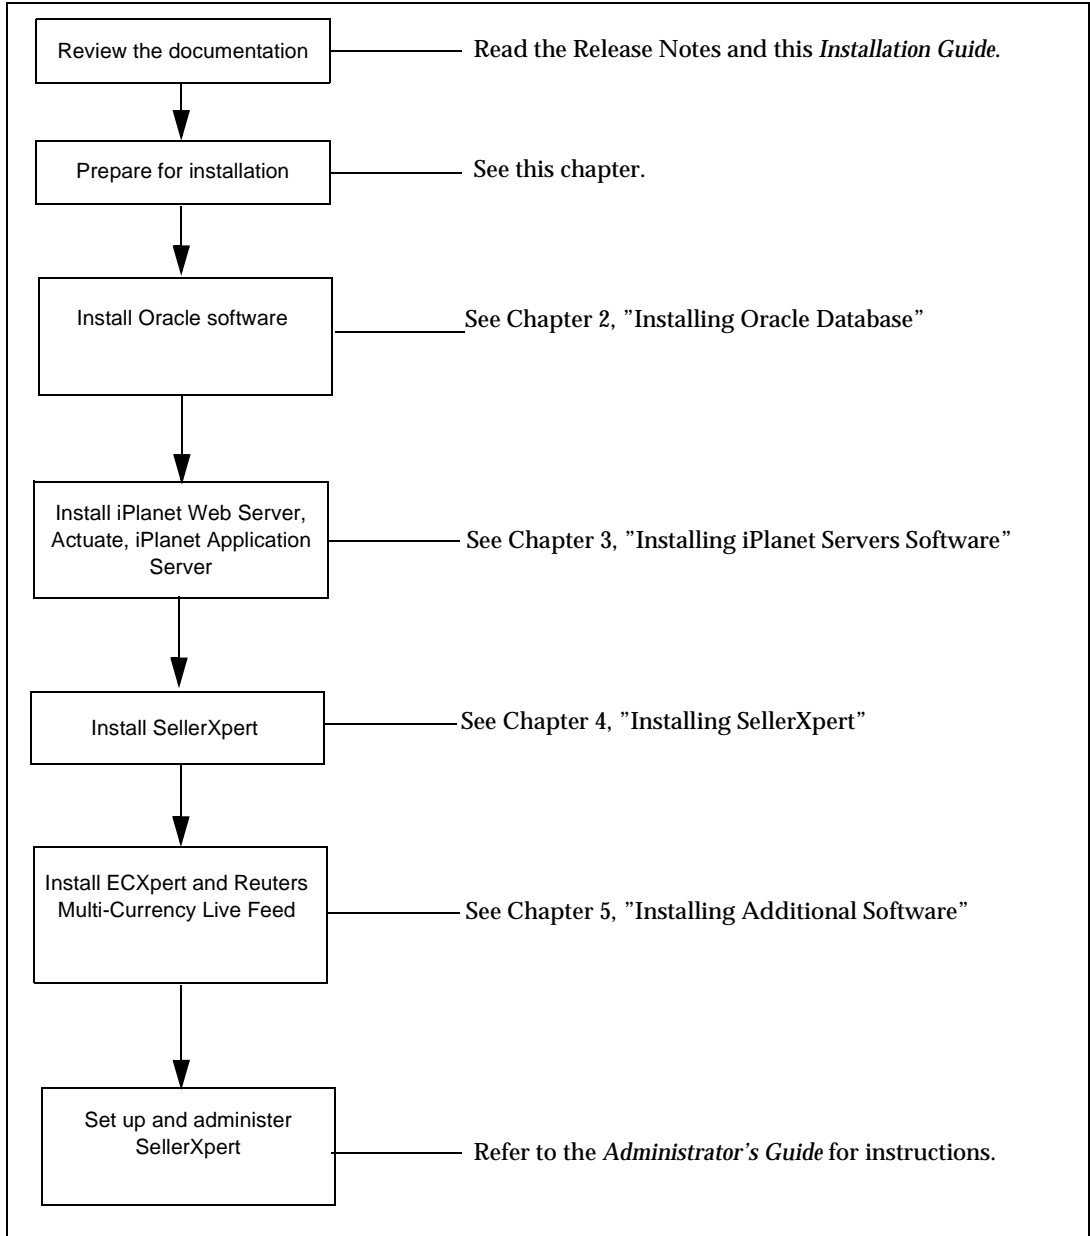 Review the documentation
Read the Release Notes and this Installation Guide.
Prepare for installation
See this chapter.
Install Oracle software
See Chapter 2, ”Installing Oracle Database”
Install iPlanet Web Server,
Actuate, iPlanet Application
Server
See Chapter 3, ”Installing iPlanet Servers Software”
Install SellerXpert
See Chapter 4, ”Installing SellerXpert”
Install ECXpert and Reuters
Multi-Currency Live Feed
See Chapter 5, ”Installing Additional Software”
Set up and administer
SellerXpert
Refer to the Administrator’s Guide for instructions.